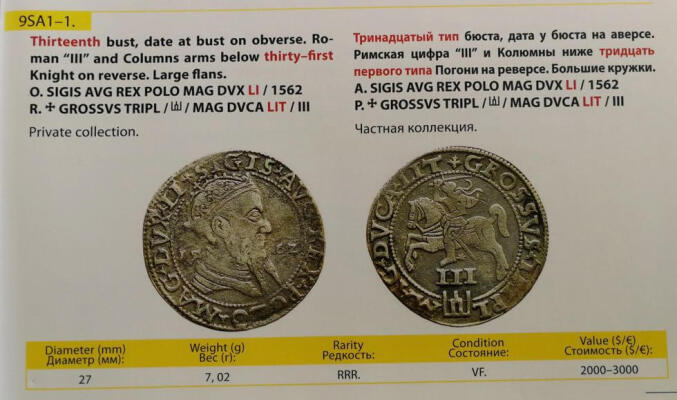 9SA1–1.
Thirteenth bust, date at bust on obverse. Ro-
man “III” and Columns arms below thirty–first
Knight on reverse. Large flans.
O. SIGIS AVG REX POLO MAG DVX LI / 1562
R. ✢ GROSSVS TRIPL / / MAG DVCA LIT / III
Private collection.
Тринадцатый тип бюста, дата у бюста на аверсе.
Римская цифра “III” и Колюмны ниже тридцать
первого типа Погони на реверсе. Большие кружки.
А. SIGIS AVG REX POLO MAG DVX LI / 1562
Р. ✢ GROSSVS TRIPL / / MAG DVCA LIT / III
Частная коллекция.
III
Diameter (mm)
Диаметр (мм):
Weight (g)
Вес (г):
Rarity
Редкость:
Condition
Состояние:
Value ($/€)
Стоимость ($/€):
27
7, 02
RRR.
VF.
2000–3000